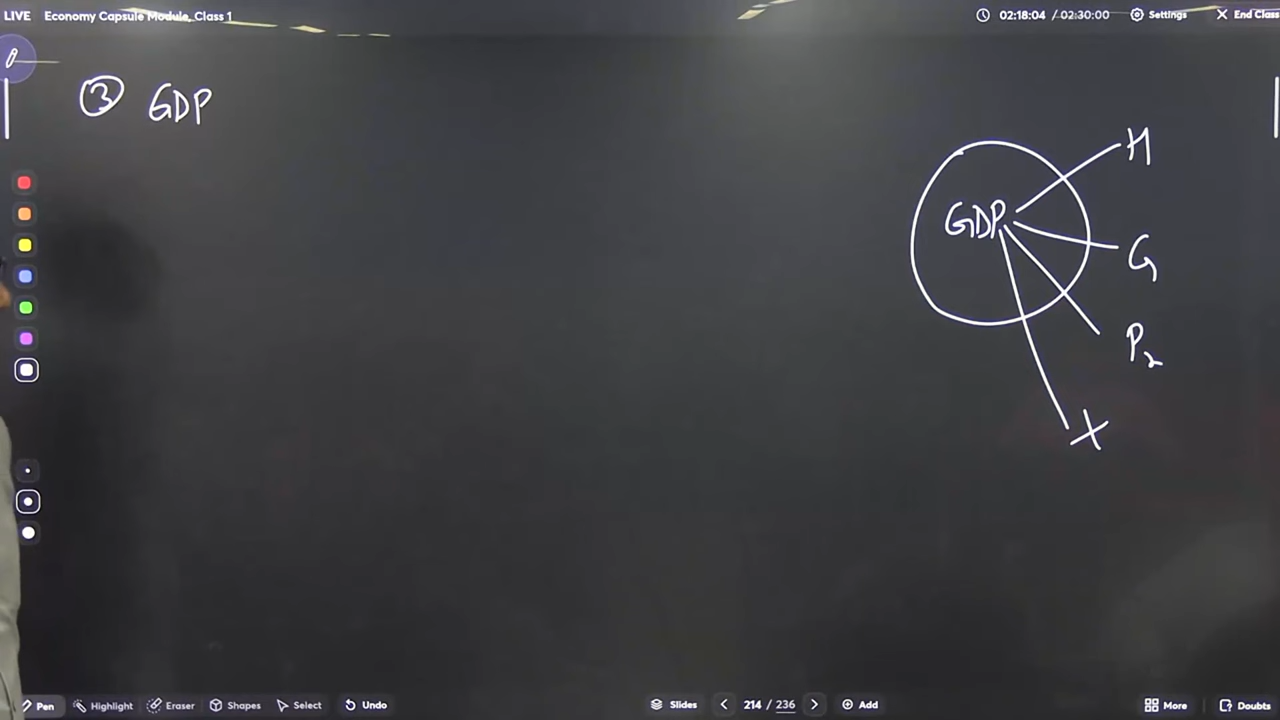 LIVE Economy Capsule Module, Class 1
02:18:04 / 02:30:00 Settings End Class
③ GDP
GDP
H
G
P2
X
Pen Highlight Eraser Shapes Select Undo
Slides 214 / 236 Add
More Doubts